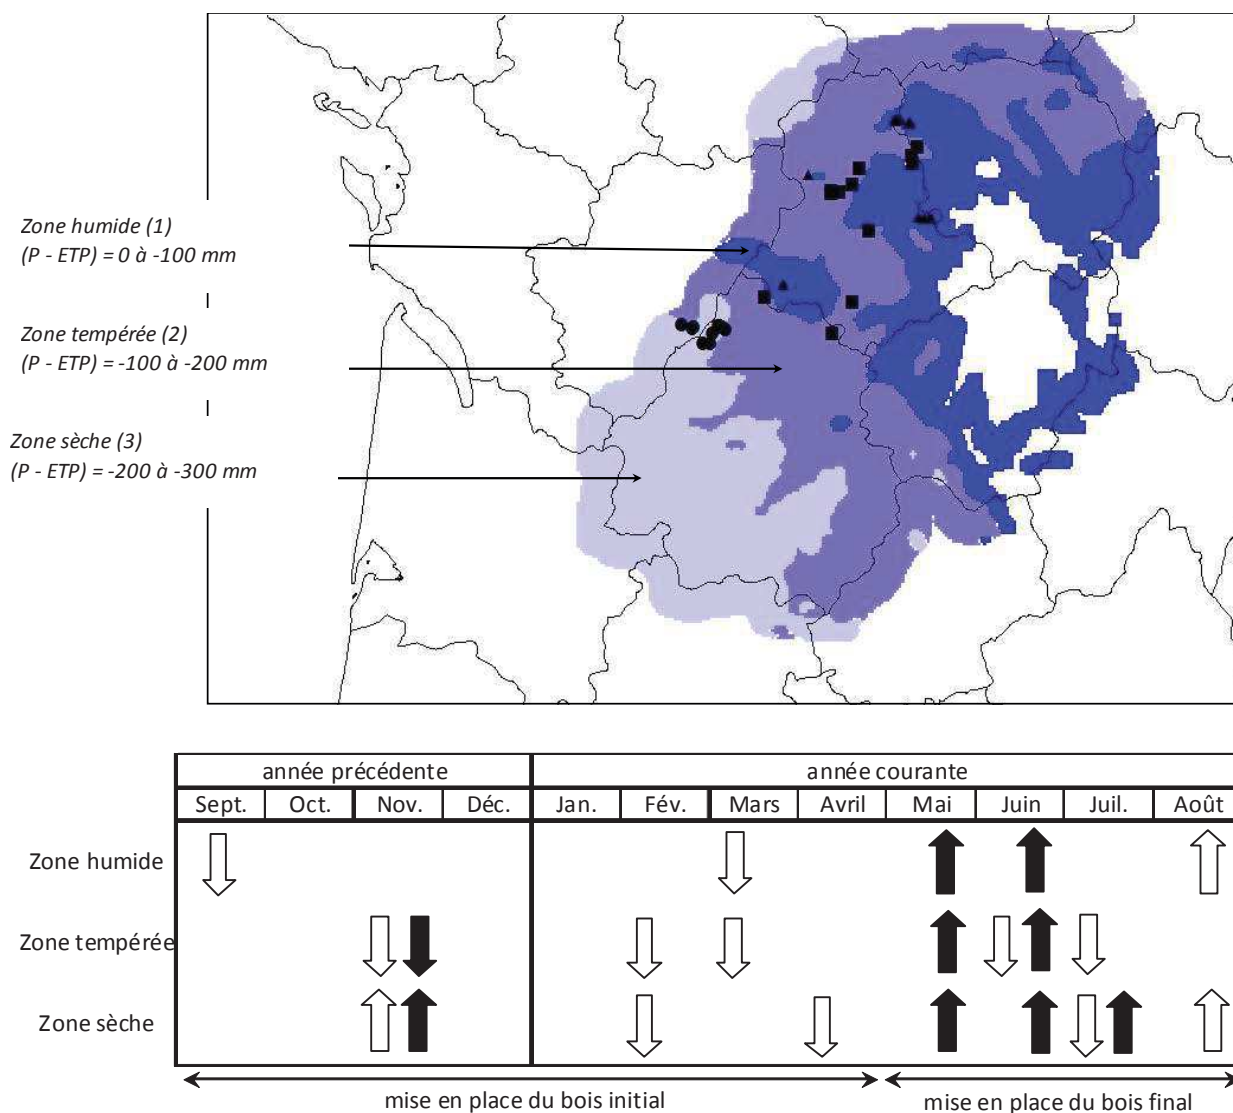 Zone humide (1)
(P - ETP) = 0 à -100 mm
Zone tempérée (2)
(P - ETP) = -100 à -200 mm
Zone sèche (3)
(P - ETP) = -200 à -300 mm
année précédente année courante
Sept. Oct. Nov. Déc. Jan. Fév. Mars Avril Mai Juin Juil. Août
Zone humide
Zone tempérée
Zone sèche
mise en place du bois initial mise en place du bois final